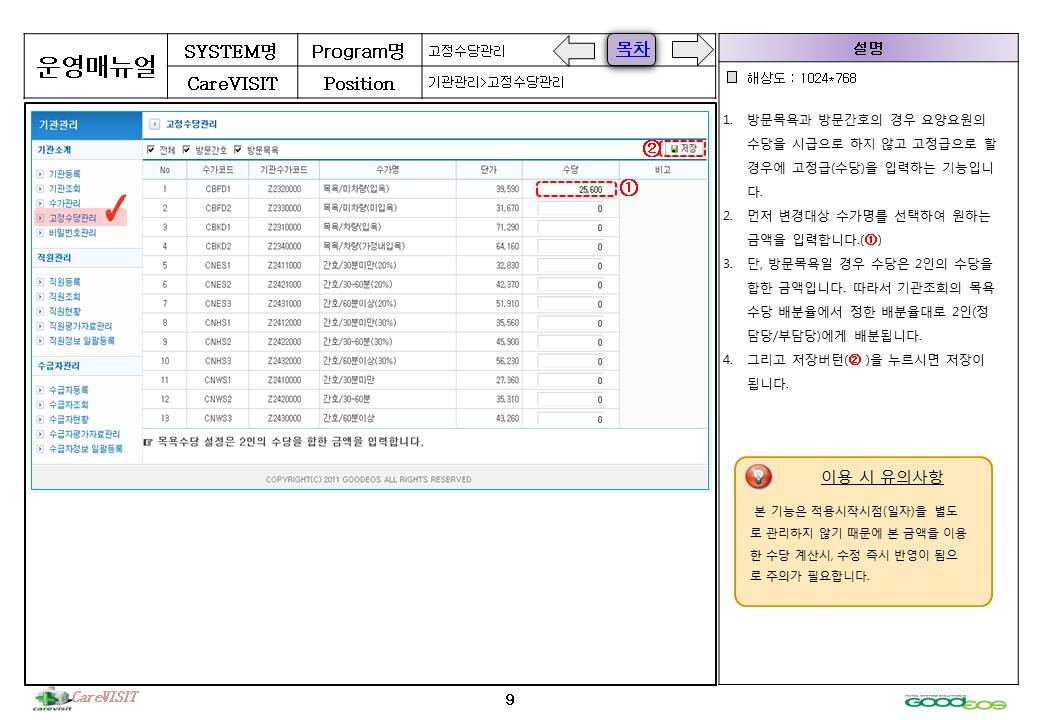 운영매뉴얼
SYSTEM명
Program명
고정수당관리
목차
CareVISIT
Position
기관관리>고정수당관리
기관관리
기관소개
기관등록
기관조회
수가관리
고정수당관리
비밀번호관리
직원관리
직원등록
직원조회
직원현황
직원평가자료관리
직원정보 일괄등록
수급자관리
수급자등록
수급자조회
수급자현황
수급자평가자료관리
수급자정보 일괄등록
고정수당관리
전체 방문간호 방문목욕
② 저장
No 수가코드 기관수가코드 수가명 단가 수당 비고
1 CBFD1 Z2320000 목욕/미차량(입욕) 39,590 25,600 ①
2 CBFD2 Z2330000 목욕/미차량(미입욕) 31,670 0
3 CBKD1 Z2310000 목욕/차량(입욕) 71,290 0
4 CBKD2 Z2340000 목욕/차량(가정내입욕) 64,160 0
5 CNES1 Z2411000 간호/30분미만(20%) 32,830 0
6 CNES2 Z2421000 간호/30-60분(20%) 42,370 0
7 CNES3 Z2431000 간호/60분이상(20%) 51,910 0
8 CNHS1 Z2412000 간호/30분미만(30%) 35,560 0
9 CNHS2 Z2422000 간호/30-60분(30%) 45,900 0
10 CNHS3 Z2432000 간호/60분이상(30%) 56,230 0
11 CNWS1 Z2410000 간호/30분미만 27,360 0
12 CNWS2 Z2420000 간호/30-60분 35,310 0
13 CNWS3 Z2430000 간호/60분이상 43,260 0
☞ 목욕수당 설정은 2인의 수당을 합한 금액을 입력합니다.
COPYRIGHT(C) 2011 GOODEOS ALL RIGHTS RESERVED
설명
해상도 : 1024*768
1. 방문목욕과 방문간호의 경우 요양요원의
수당을 시급으로 하지 않고 고정급으로 할
경우에 고정급(수당)을 입력하는 기능입니
다.
2. 먼저 변경대상 수가명를 선택하여 원하는
금액을 입력합니다.(①)
3. 단, 방문목욕일 경우 수당은 2인의 수당을
합한 금액입니다. 따라서 기관조회의 목욕
수당 배분율에서 정한 배분율대로 2인(정
담당/부담당)에게 배분됩니다.
4. 그리고 저장버턴(② )을 누르시면 저장이
됩니다.
이용 시 유의사항
본 기능은 적용시작시점(일자)을 별도
로 관리하지 않기 때문에 본 금액을 이용
한 수당 계산시, 수정 즉시 반영이 됨으
로 주의가 필요합니다.
carevisit
CareVISIT
9
TOTAL SYSTEM SOLUTIONS
GOODEOS